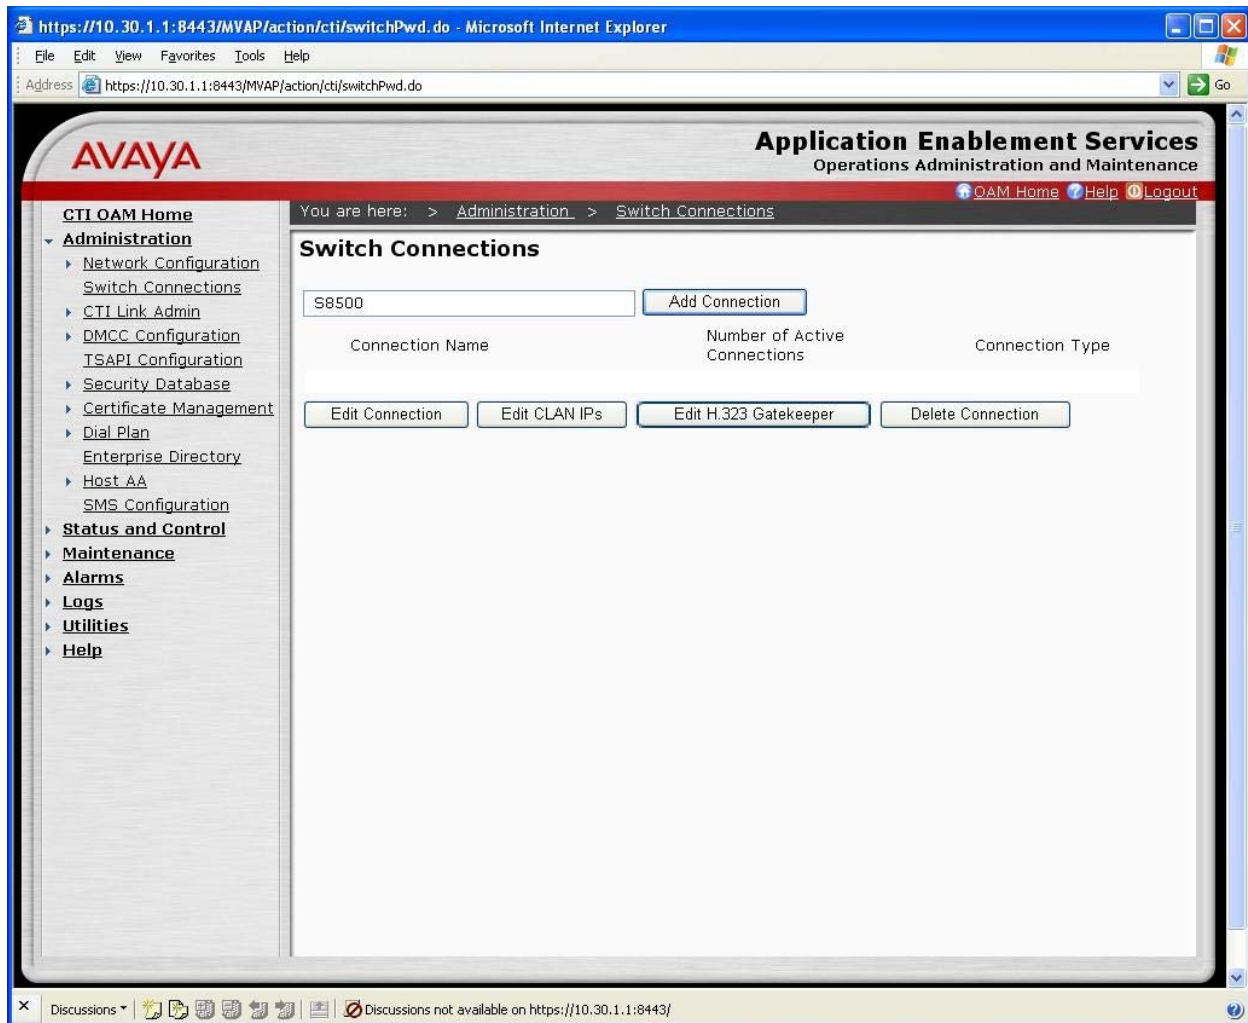 https://10.30.1.1:8443/MVAP/action/cti/switchPwd.do - Microsoft Internet Explorer
File Edit View Favorites Tools Help
Address https://10.30.1.1:8443/MVAP/action/cti/switchPwd.do Go
AVAYA
Application Enablement Services
Operations Administration and Maintenance
OAM Home Help Logout
CTI OAM Home
Administration
Network Configuration
Switch Connections
CTI Link Admin
DMCC Configuration
TSAPI Configuration
Security Database
Certificate Management
Dial Plan
Enterprise Directory
Host AA
SMS Configuration
Status and Control
Maintenance
Alarms
Logs
Utilities
Help
You are here: > Administration > Switch Connections
Switch Connections
S8500 Add Connection
Connection Name Number of Active Connections Connection Type
Edit Connection Edit CLAN IPs Edit H.323 Gatekeeper Delete Connection
Discussions Discussions not available on https://10.30.1.1:8443/